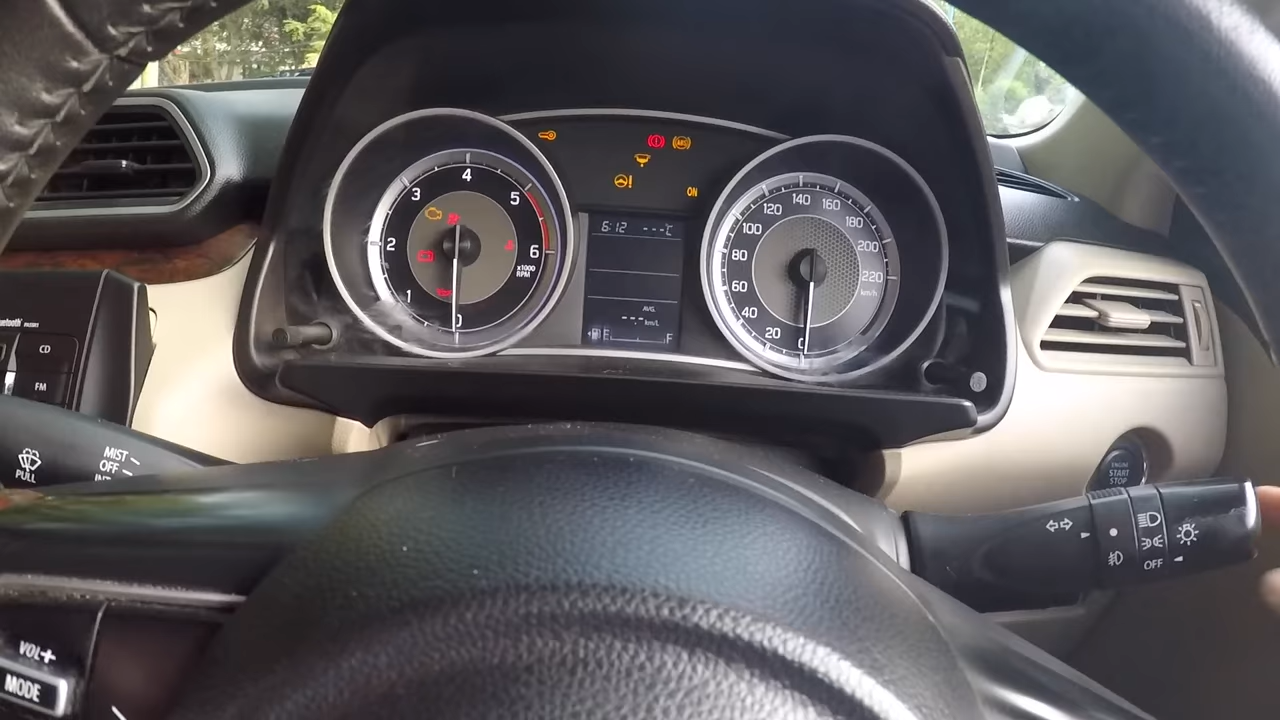 4
3
5
2
6
1
x1000
RPM
0
ABS
ON
6:12 ---°C
AVG.
---km/L
E F
140
120 160
100 180
80 200
60 220
km/h
40
20
0
CD
FM
MIST
OFF
PULL
ENGINE
START
STOP
OFF
VOL+
MODE